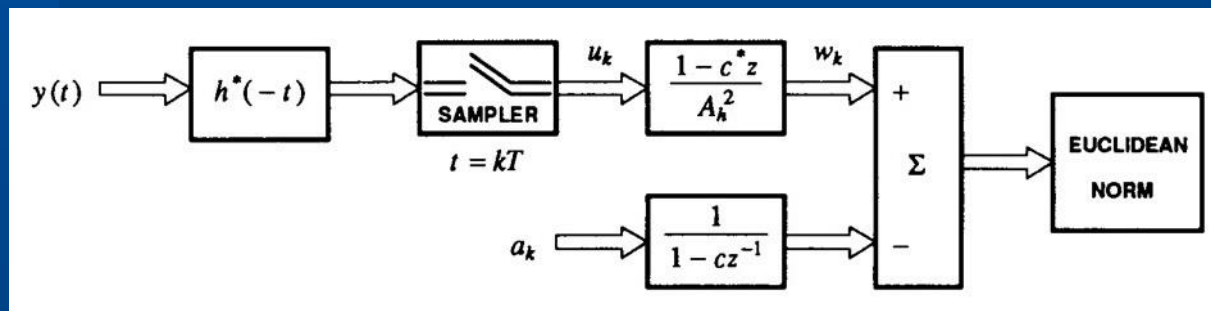 y(t)
h*(-t)
SAMPLER
t = kT
u_k
1 - c*z
A_h^2
w_k
+
Σ
-
a_k
1
1 - cz^-1
EUCLIDEAN
NORM